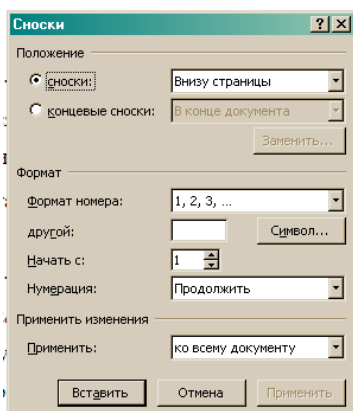 Сноски
Положение
сноски: Внизу страницы
концевые сноски: В конце документа
Заменить...
Формат
Формат номера: 1, 2, 3, ...
другой: Символ...
Начать с: 1
Нумерация: Продолжить
Применить изменения
Применить: ко всему документу
Вставить Отмена Применить